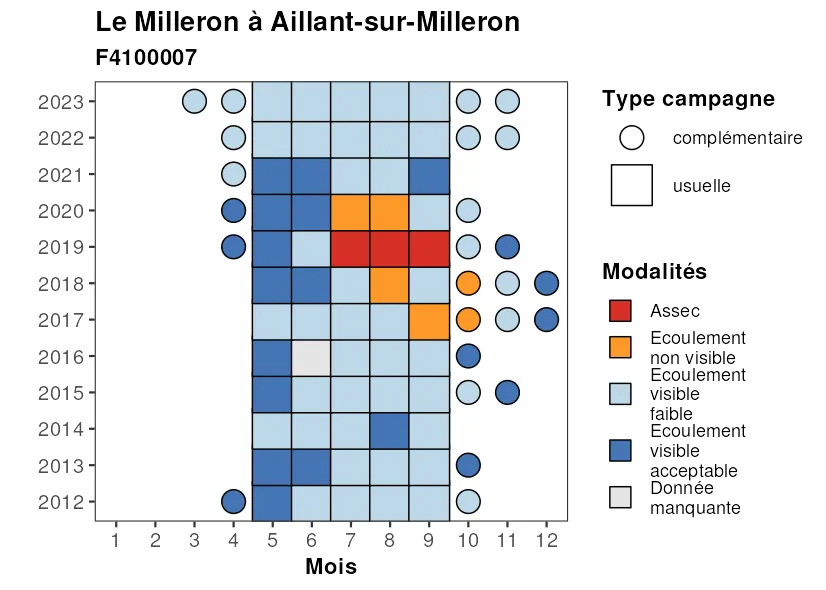 Le Milleron à Aillant-sur-Milleron
F4100007
2023
2022
2021
2020
2019
2018
2017
2016
2015
2014
2013
2012
1 2 3 4 5 6 7 8 9 10 11 12
Mois
Type campagne
complémentaire
usuelle
Modalités
Assec
Ecoulement
non visible
Ecoulement
visible
faible
Ecoulement
visible
acceptable
Donnée
manquante